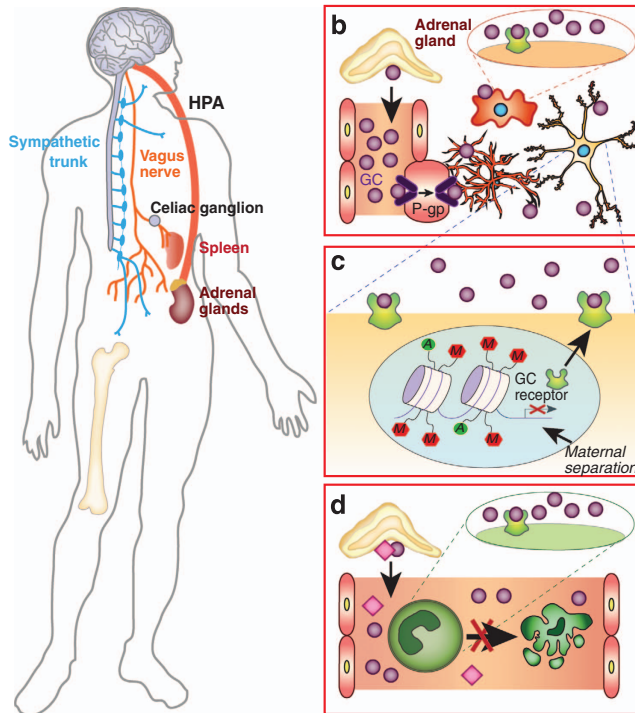 HPA
Sympathetic
trunk
Vagus
nerve
Celiac ganglion
Spleen
Adrenal
glands
b
Adrenal
gland
GC
P-gp
c
A
M
M
M
GC
receptor
M
M
A
M
Maternal
separation
d